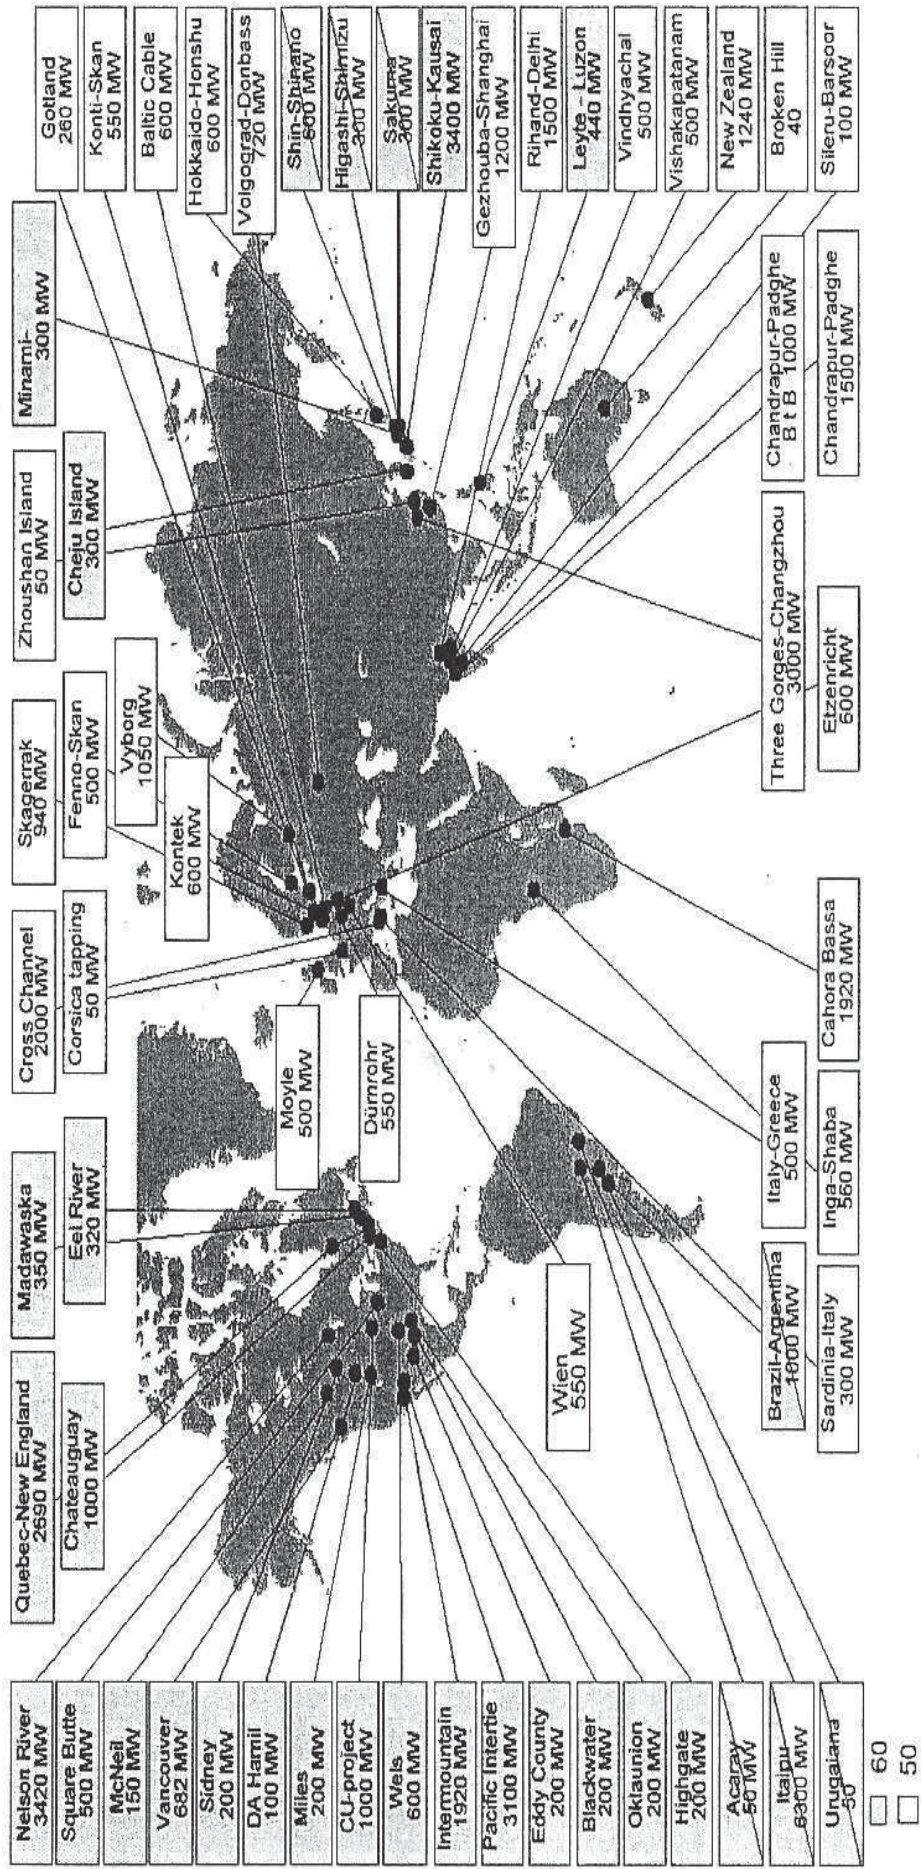 Gotland
260 MW
Konti-Skan
550 MW
Baltic Cable
600 MW
Hokkaido-Honshu
600 MW
Volgograd-Donbass
720 MW
Shin-Shinano
600 MW
Higashi-Shimizu
300 MW
Sakuma
300 MW
Shikoku-Kausai
3400 MW
Gezhouba-Shanghai
1200 MW
Rihand-Delhi
1500 MW
Leyte - Luzon
440 MW
Vindhyachal
500 MW
Vishakapatanam
500 MW
New Zealand
1240 MW
Broken Hill
40
Sileru-Barsoor
100 MW
Minami-
300 MW
Zhoushan Island
50 MW
Cheju Island
300 MW
Skagerrak
940 MW
Fenno-Skan
500 MW
Vyborg
1050 MW
Kontek
600 MW
Cross Channel
2000 MW
Corsica tapping
50 MW
Moyle
500 MW
Dürnrohr
550 MW
Madawaska
350 MW
Eel River
320 MW
Quebec-New England
2690 MW
Chateauguay
1000 MW
Chandrapur-Padghe
B t B 1000 MW
Chandrapur-Padghe
1500 MW
Three Gorges-Changzhou
3000 MW
Etzenricht
600 MW
Cahora Bassa
1920 MW
Italy-Greece
500 MW
Inga-Shaba
560 MW
Wien
550 MW
Brazil-Argentina
1000 MW
Sardinia-Italy
300 MW
Nelson River
3420 MW
Square Butte
500 MW
McNeil
150 MW
Vancouver
682 MW
Sidney
200 MW
DA Hamil
100 MW
Miles
200 MW
CU-project
1000 MW
Wels
600 MW
Intermountain
1920 MW
Pacific Intertie
3100 MW
Eddy County
200 MW
Blackwater
200 MW
Oklaunion
200 MW
Highgate
200 MW
Acaray
50 MW
Itaipu
6300 MW
Uruguiana
50
60
50